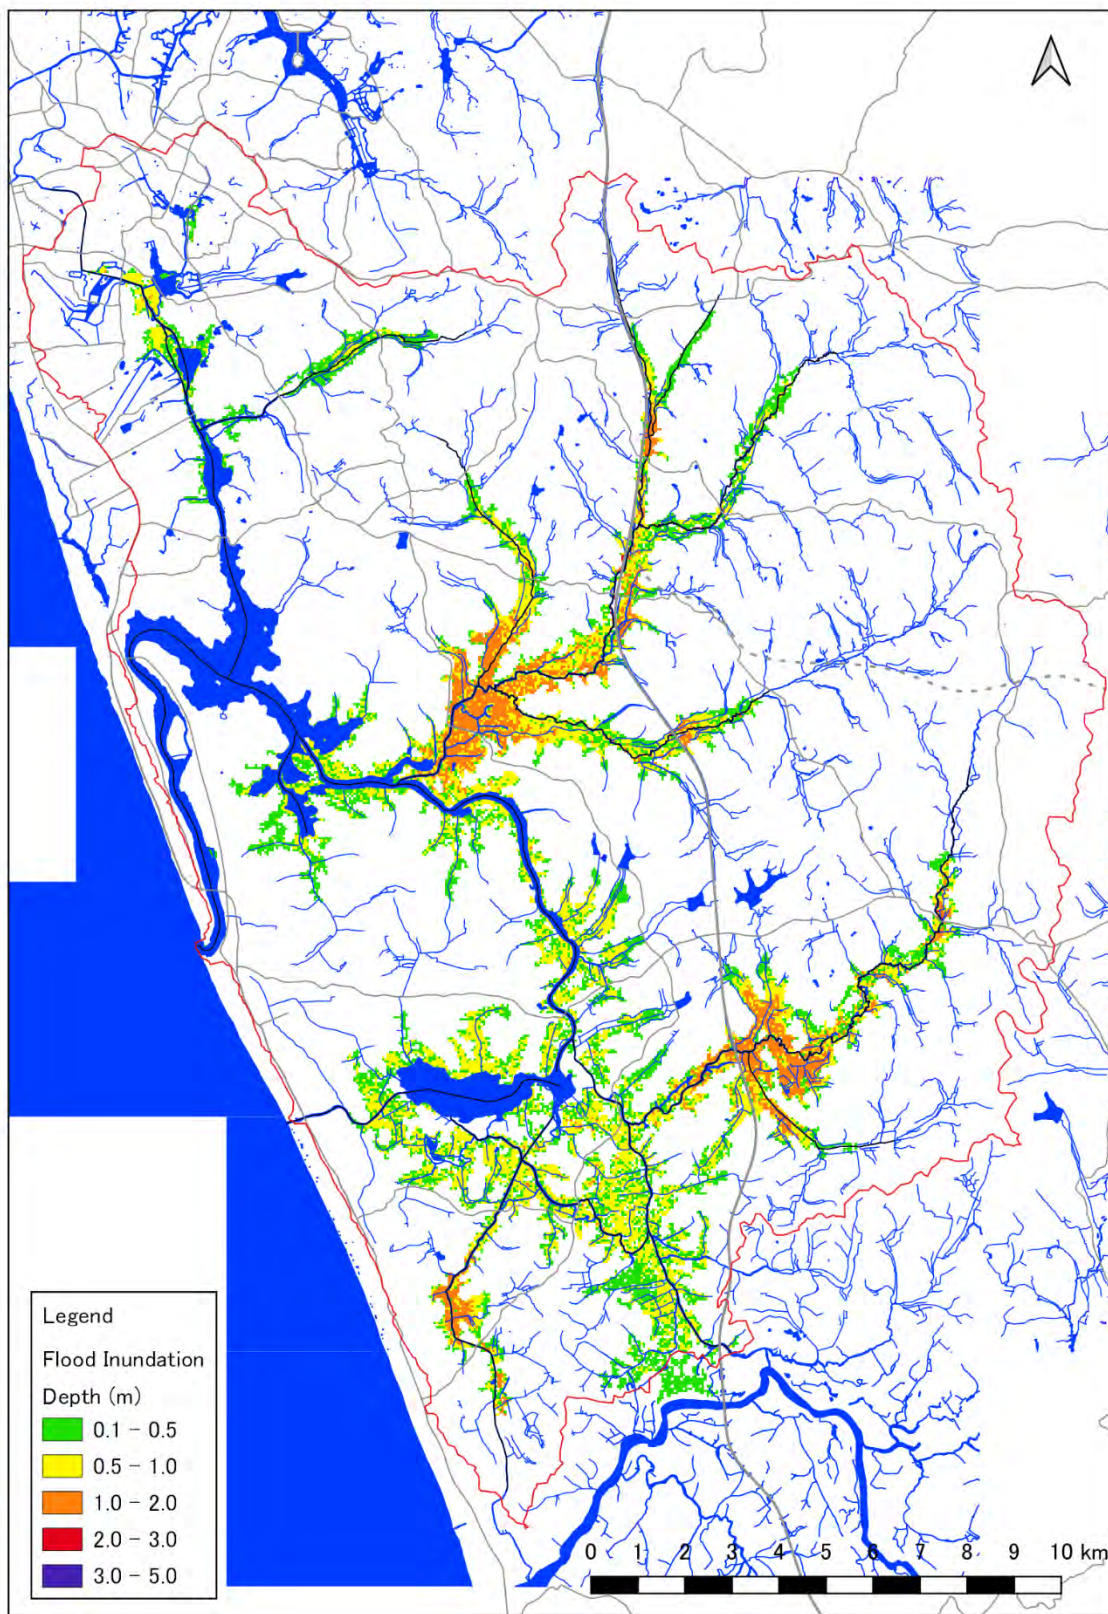 Legend
Flood Inundation
Depth (m)
0.1 – 0.5
0.5 – 1.0
1.0 – 2.0
2.0 – 3.0
3.0 – 5.0
0 1 2 3 4 5 6 7 8 9 10 km